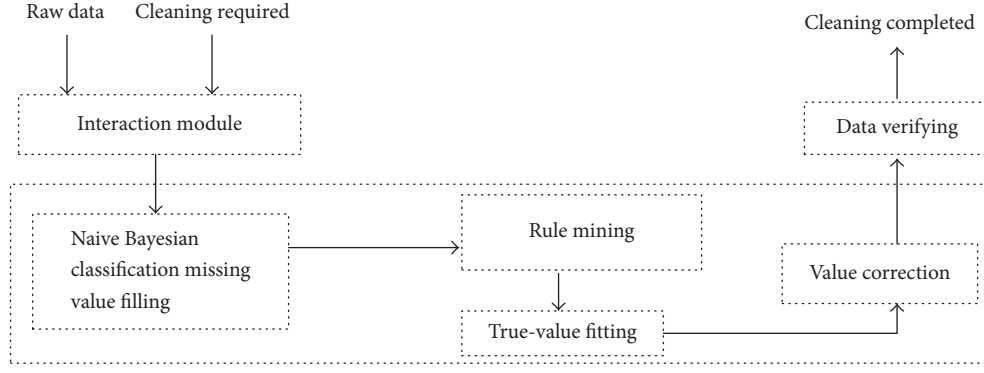 Raw data
Cleaning required
Cleaning completed
Interaction module
Data verifying
Naive Bayesian
classification missing
value filling
Rule mining
Value correction
True-value fitting